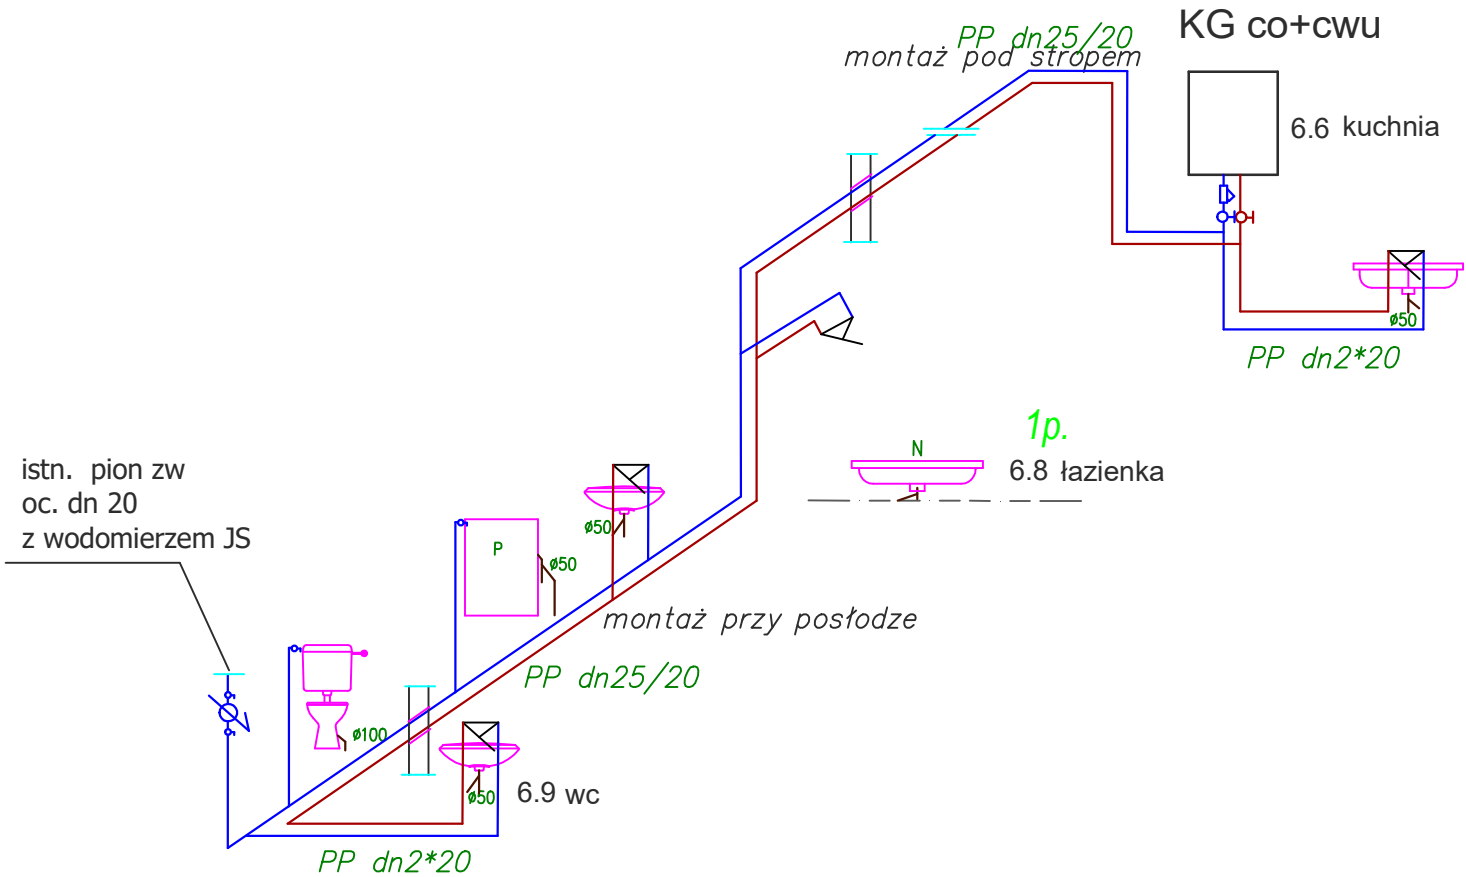 PP dn25/20
montaż pod stropem
KG co+cwu
6.6 kuchnia
ø50
PP dn2*20
1p.
N
6.8 łazienka
istn. pion zw
oc. dn 20
z wodomierzem JS
ø50
P
ø50
montaż przy posłodze
PP dn25/20
ø100
ø50
6.9 wc
PP dn2*20